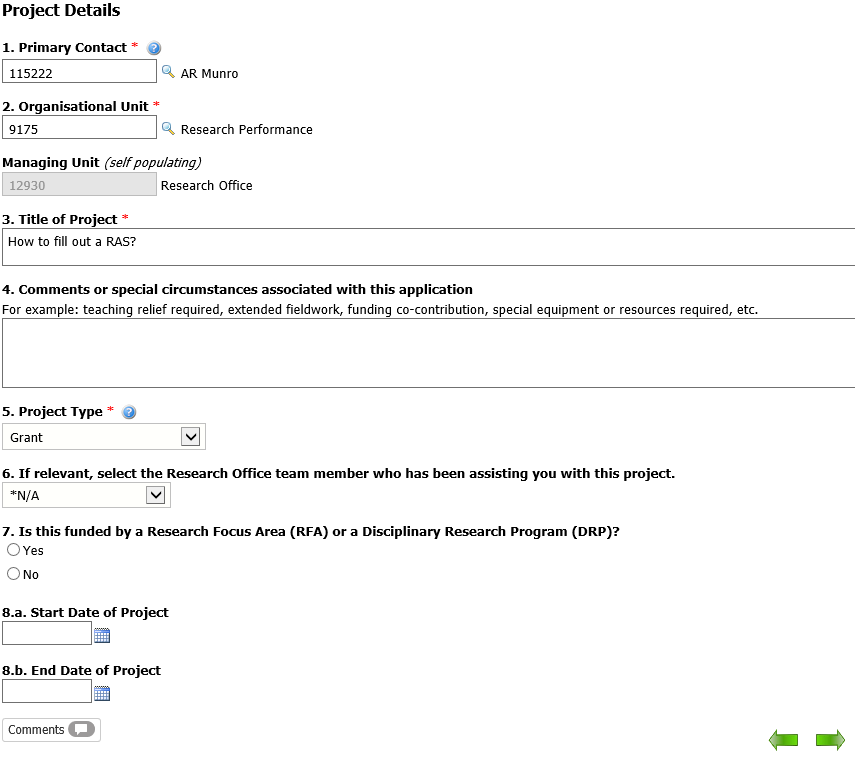 Project Details
1. Primary Contact *
115222 AR Munro
2. Organisational Unit *
9175 Research Performance
Managing Unit (self populating)
12930 Research Office
3. Title of Project *
How to fill out a RAS?
4. Comments or special circumstances associated with this application
For example: teaching relief required, extended fieldwork, funding co-contribution, special equipment or resources required, etc.
5. Project Type *
Grant
6. If relevant, select the Research Office team member who has been assisting you with this project.
*N/A
7. Is this funded by a Research Focus Area (RFA) or a Disciplinary Research Program (DRP)?
Yes
No
8.a. Start Date of Project
8.b. End Date of Project
Comments